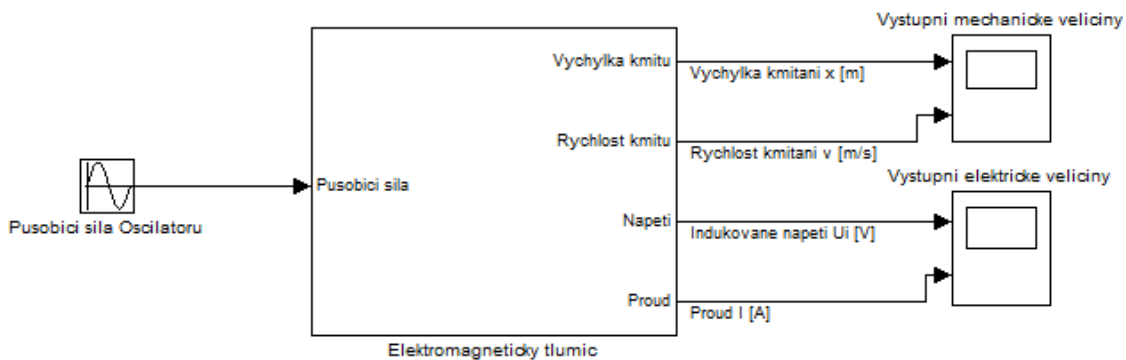 Vystupni mechanicke veliciny
Vychylka kmitu
Vychylka kmitani x [m]
Rychlost kmitu
Rychlost kmitani v [m/s]
Vystupni elektricke veliciny
Pusobici sila
Pusobici sila Oscilatoru
Napeti
Indukovane napeti Ui [V]
Proud
Proud I [A]
Elektromagneticky tlumic